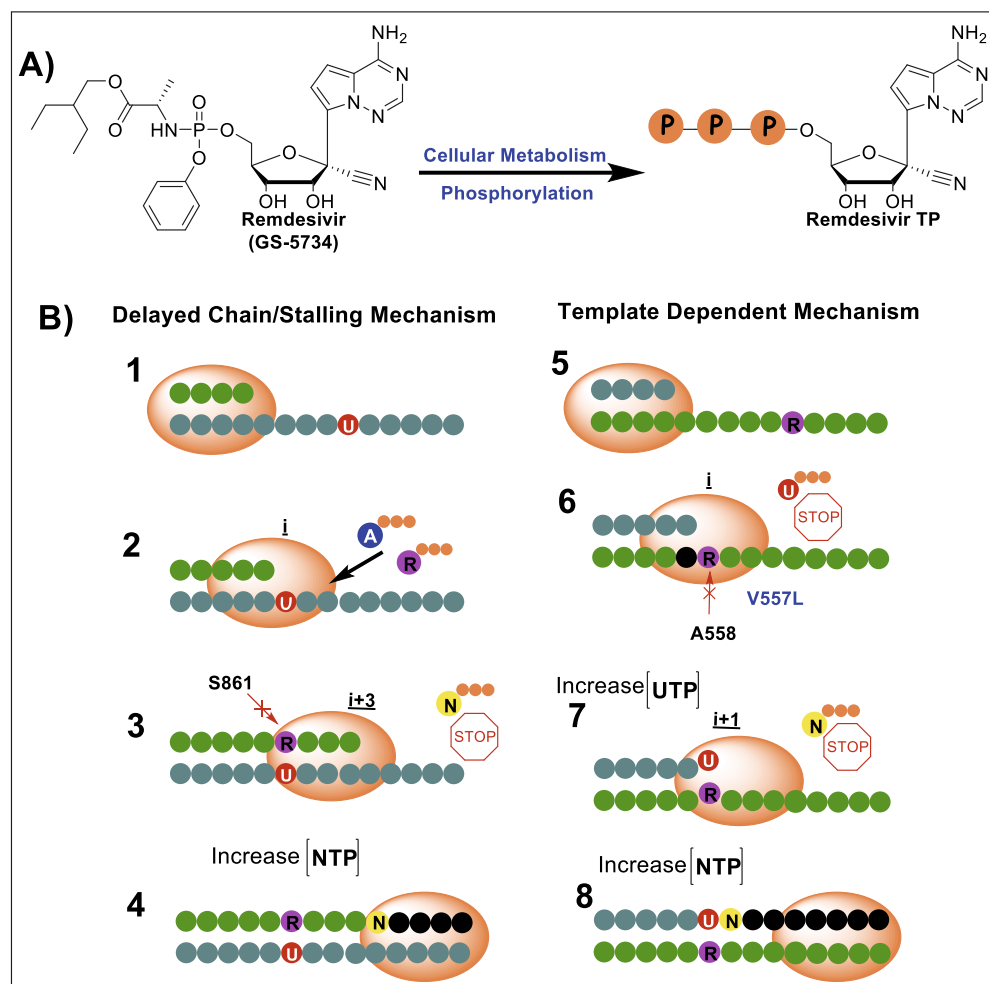 A)
NH2
N
N
N
N
O
O
HN
P
O
O
O
O
N
OH
OH
Remdesivir
(GS-5734)
Cellular Metabolism
Phosphorylation
NH2
N
N
N
N
P
P
P
O
O
N
OH
OH
Remdesivir TP
B)
Delayed Chain/Stalling Mechanism
1
U
2
i
A
R
U
3
S861
i+3
N
STOP
R
U
Increase [NTP]
4
R
N
U
Template Dependent Mechanism
5
R
6
i
U
STOP
R
V557L
A558
Increase [UTP]
7
i+1
N
STOP
U
R
Increase [NTP]
8
U
N
R